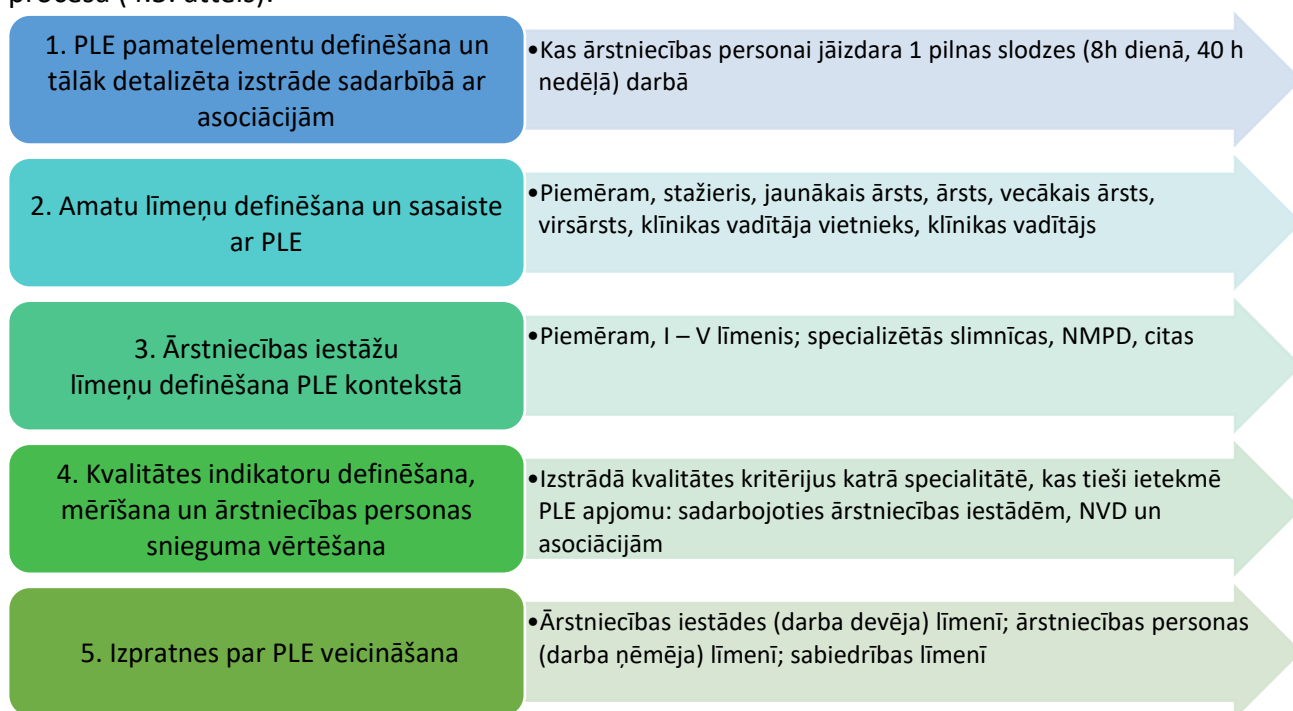 1. PLE pamatelementu definēšana un
tālāk detalizēta izstrāde sadarbībā ar
asociācijām
•Kas ārstniecības personai jāizdara 1 pilnas slodzes (8h dienā, 40 h
nedēļā) darbā
2. Amatu līmeņu definēšana un sasaiste
ar PLE
•Piemēram, stažieris, jaunākais ārsts, ārsts, vecākais ārsts,
virsārsts, klīnikas vadītāja vietnieks, klīnikas vadītājs
3. Ārstniecības iestāžu
līmeņu definēšana PLE kontekstā
•Piemēram, I – V līmenis; specializētās slimnīcas, NMPD, citas
4. Kvalitātes indikatoru definēšana,
mērīšana un ārstniecības personas
snieguma vērtēšana
•Izstrādā kvalitātes kritērijus katrā specialitātē, kas tieši ietekmē
PLE apjomu: sadarbojoties ārstniecības iestādēm, NVD un
asociācijām
5. Izpratnes par PLE veicināšana
•Ārstniecības iestādes (darba devēja) līmenī; ārstniecības personas
(darba ņēmēja) līmenī; sabiedrības līmenī